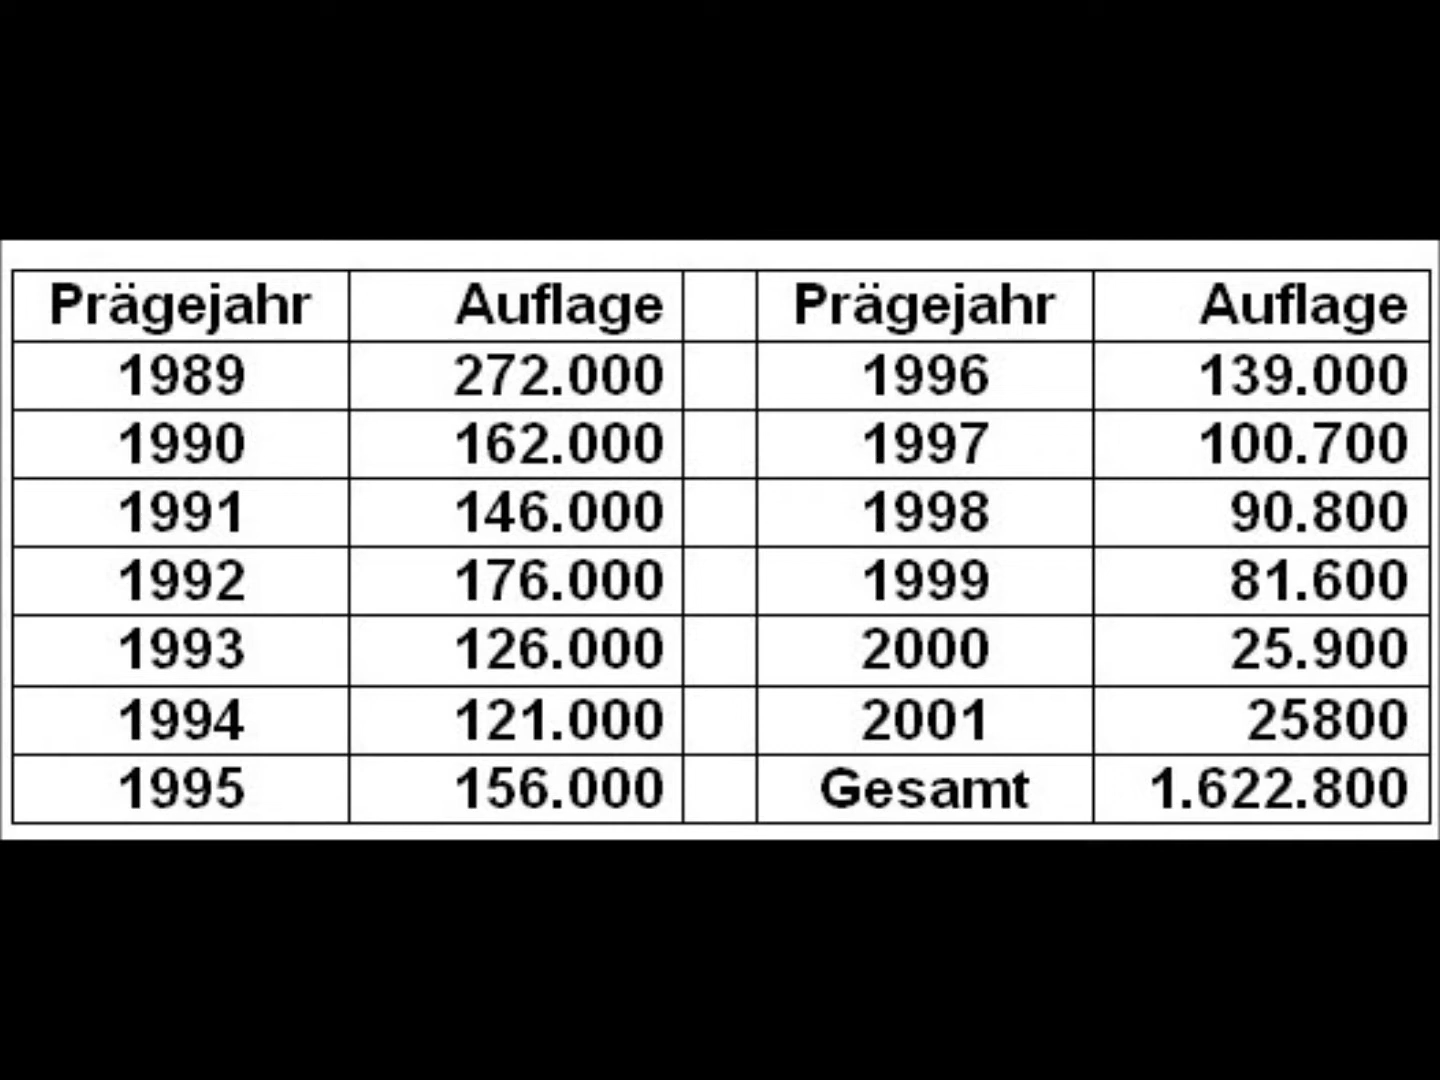 Prägejahr Auflage Prägejahr Auflage
1989 272.000 1996 139.000
1990 162.000 1997 100.700
1991 146.000 1998 90.800
1992 176.000 1999 81.600
1993 126.000 2000 25.900
1994 121.000 2001 25800
1995 156.000 Gesamt 1.622.800